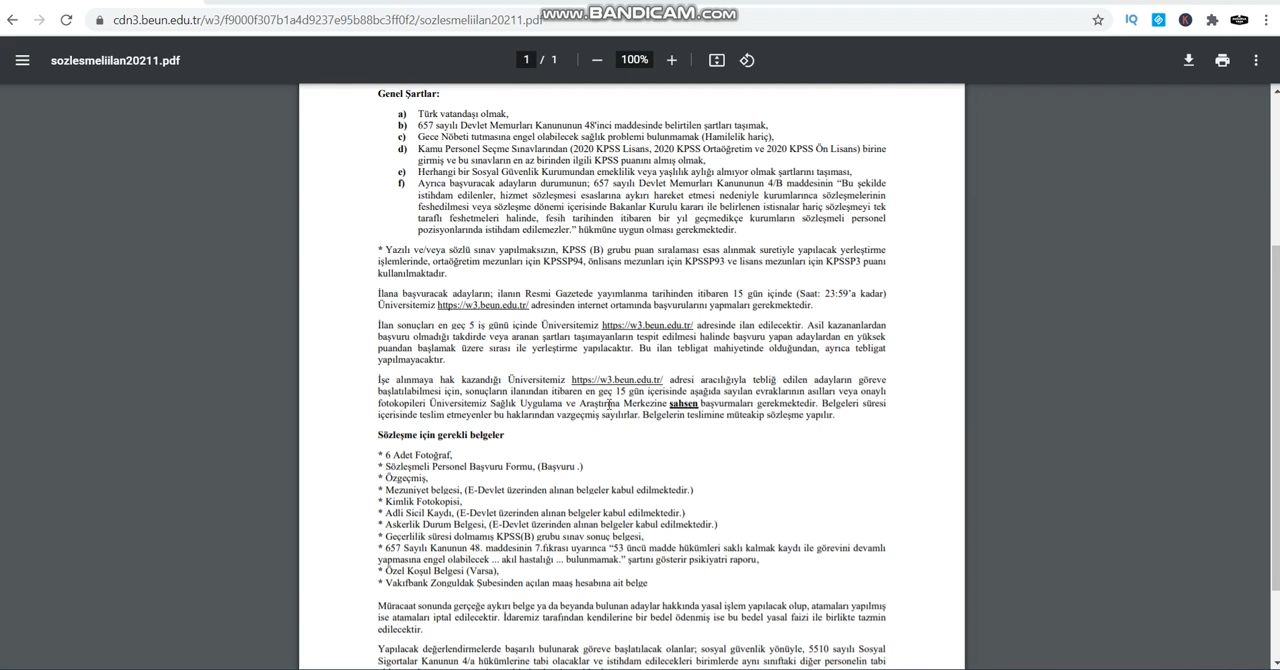 www.BANDICAM.com
cdn3.beun.edu.tr/w3/f9000f307b1a4d9237e95b88bc3ff0f2/sozlesmeliilan20211.pdf
sozlesmeliilan20211.pdf
1 / 1
100%
Genel Şartlar:
a) Türk vatandaşı olmak,
b) 657 sayılı Devlet Memurları Kanununun 48'inci maddesinde belirtilen şartları taşımak,
c) Gece Nöbeti tutmasına engel olabilecek sağlık problemi bulunmamak (Hamilelik hariç),
d) Kamu Personel Seçme Sınavlarından (2020 KPSS Lisans, 2020 KPSS Ortaöğretim ve 2020 KPSS Ön Lisans) birine
girmiş ve bu sınavların en az birinden ilgili KPSS puanını almış olmak,
e) Herhangi bir Sosyal Güvenlik Kurumundan emeklilik veya yaşlılık aylığı almıyor olmak şartlarını taşıması,
f) Ayrıca başvuracak adayların durumunun; 657 sayılı Devlet Memurları Kanununun 4/B maddesinin “Bu şekilde
istihdam edilenler, hizmet sözleşmesi esaslarına aykırı hareket etmesi nedeniyle kurumlarınca sözleşmelerinin
feshedilmesi veya sözleşme dönemi içerisinde Bakanlar Kurulu kararı ile belirlenen istisnalar hariç sözleşmeyi tek
taraflı feshetmeleri halinde, fesih tarihinden itibaren bir yıl geçmedikçe kurumların sözleşmeli personel
pozisyonlarında istihdam edilemezler.” hükmüne uygun olması gerekmektedir.
* Yazılı ve/veya sözlü sınav yapılmaksızın, KPSS (B) grubu puan sıralaması esas alınmak suretiyle yapılacak yerleştirme
işlemlerinde, ortaöğretim mezunları için KPSSP94, önlisans mezunları için KPSSP93 ve lisans mezunları için KPSSP3 puanı
kullanılmaktadır.
İlana başvuracak adayların; ilanın Resmi Gazetede yayımlanma tarihinden itibaren 15 gün içinde (Saat: 23:59’a kadar)
Üniversitemiz https://w3.beun.edu.tr/ adresinden internet ortamında başvurularını yapmaları gerekmektedir.
İlan sonuçları en geç 5 iş günü içinde Üniversitemiz https://w3.beun.edu.tr/ adresinde ilan edilecektir. Asil kazananlardan
başvuru olmadığı takdirde veya aranan şartları taşımayanların tespit edilmesi halinde başvuru yapan adaylardan en yüksek
puandan başlamak üzere sırası ile yerleştirme yapılacaktır. Bu ilan tebligat mahiyetinde olduğundan, ayrıca tebligat
yapılmayacaktır.
İşe alınmaya hak kazandığı Üniversitemiz https://w3.beun.edu.tr/ adresi aracılığıyla tebliğ edilen adayların göreve
başlatılabilmesi için, sonuçların ilanından itibaren en geç 15 gün içerisinde aşağıda sayılan evraklarının asılları veya onaylı
fotokopileri Üniversitemiz Sağlık Uygulama ve Araştırma Merkezine şahsen başvurmaları gerekmektedir. Belgeleri süresi
içerisinde teslim etmeyenler bu haklarından vazgeçmiş sayılırlar. Belgelerin teslimine müteakip sözleşme yapılır.
Sözleşme için gerekli belgeler
* 6 Adet Fotoğraf,
* Sözleşmeli Personel Başvuru Formu, (Başvuru .)
* Özgeçmiş,
* Mezuniyet belgesi, (E-Devlet üzerinden alınan belgeler kabul edilmektedir.)
* Kimlik Fotokopisi,
* Adli Sicil Kaydı, (E-Devlet üzerinden alınan belgeler kabul edilmektedir.)
* Askerlik Durum Belgesi, (E-Devlet üzerinden alınan belgeler kabul edilmektedir.)
* Geçerlilik süresi dolmamış KPSS(B) grubu sınav sonuç belgesi,
* 657 Sayılı Kanunun 48. maddesinin 7.fıkrası uyarınca “53 üncü madde hükümleri saklı kalmak kaydı ile görevini devamlı
yapmasına engel olabilecek ... akıl hastalığı ... bulunmamak.” şartını gösterir psikiyatri raporu,
* Özel Koşul Belgesi (Varsa),
* Vakıfbank Zonguldak Şubesinden açılan maaş hesabına ait belge
Müracaat sonunda gerçeğe aykırı belge ya da beyanda bulunan adaylar hakkında yasal işlem yapılacak olup, atamaları yapılmış
ise atamaları iptal edilecektir. İdaremiz tarafından kendilerine bir bedel ödenmiş ise bu bedel yasal faizi ile birlikte tazmin
edilecektir.
Yapılacak değerlendirmelerde başarılı bulunarak göreve başlatılacak olanlar; sosyal güvenlik yönüyle, 5510 sayılı Sosyal
Sigortalar Kanunun 4/a hükümlerine tabi olacaklar ve istihdam edilecekleri birimlerde aynı sınıftaki diğer personelin tabi